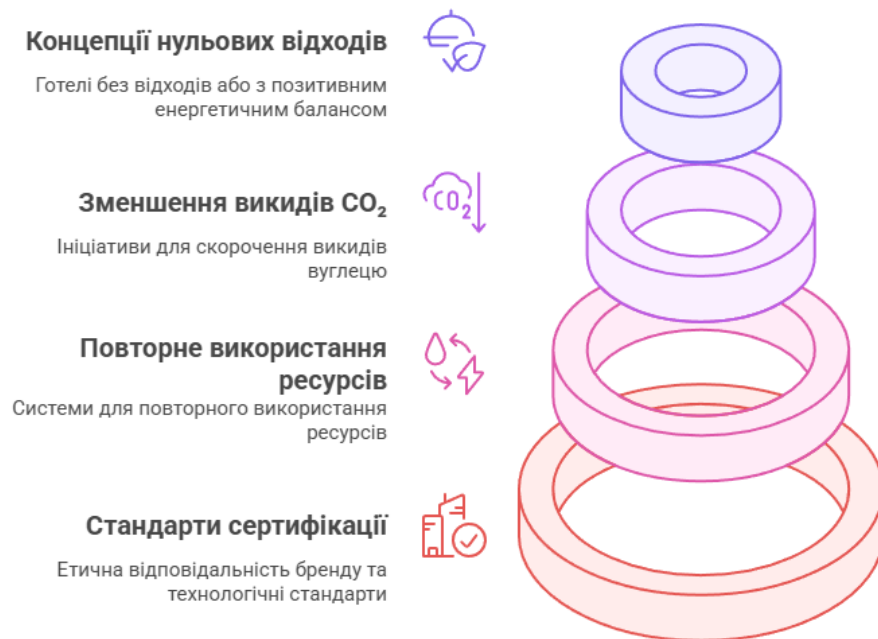 Концепції нульових відходів
Готелі без відходів або з позитивним
енергетичним балансом
Зменшення викидів CO₂
CO₂
Ініціативи для скорочення викидів
вуглецю
Повторне використання
ресурсів
Системи для повторного використання
ресурсів
Стандарти сертифікації
Етична відповідальність бренду та
технологічні стандарти